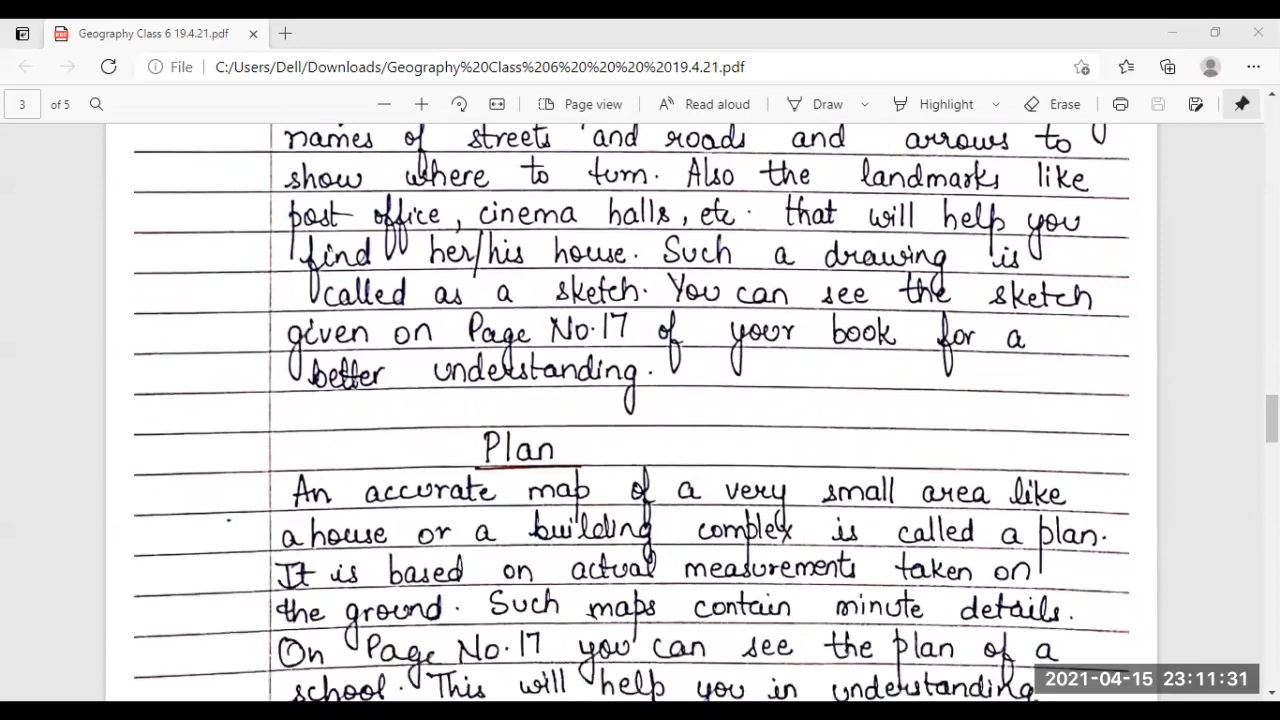 Geography Class 6 19.4.21.pdf
File C:/Users/Dell/Downloads/Geography%20Class%206%20%20%20%2019.4.21.pdf
3 of 5 Page view Read aloud Draw Highlight Erase
names of streets and roads and arrows to
show where to turn. Also the landmarks like
post office, cinema halls, etc. that will help you
find her/his house. Such a drawing is
called as a sketch. You can see the sketch
given on Page No.17 of your book for a
better understanding.
Plan
An accurate map of a very small area like
a house or a building complex is called a plan.
It is based on actual measurements taken on
the ground. Such maps contain minute details.
On Page No.17 you can see the plan of a
school. This will help you in understanding
2021-04-15 23:11:31